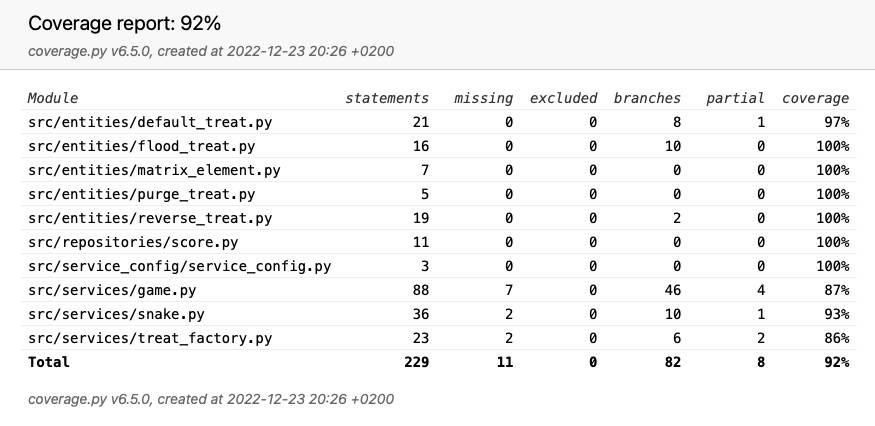 Coverage report: 92%
coverage.py v6.5.0, created at 2022-12-23 20:26 +0200
Module statements missing excluded branches partial coverage
src/entities/default_treat.py 21 0 0 8 1 97%
src/entities/flood_treat.py 16 0 0 10 0 100%
src/entities/matrix_element.py 7 0 0 0 0 100%
src/entities/purge_treat.py 5 0 0 0 0 100%
src/entities/reverse_treat.py 19 0 0 2 0 100%
src/repositories/score.py 11 0 0 0 0 100%
src/service_config/service_config.py 3 0 0 0 0 100%
src/services/game.py 88 7 0 46 4 87%
src/services/snake.py 36 2 0 10 1 93%
src/services/treat_factory.py 23 2 0 6 2 86%
Total 229 11 0 82 8 92%
coverage.py v6.5.0, created at 2022-12-23 20:26 +0200